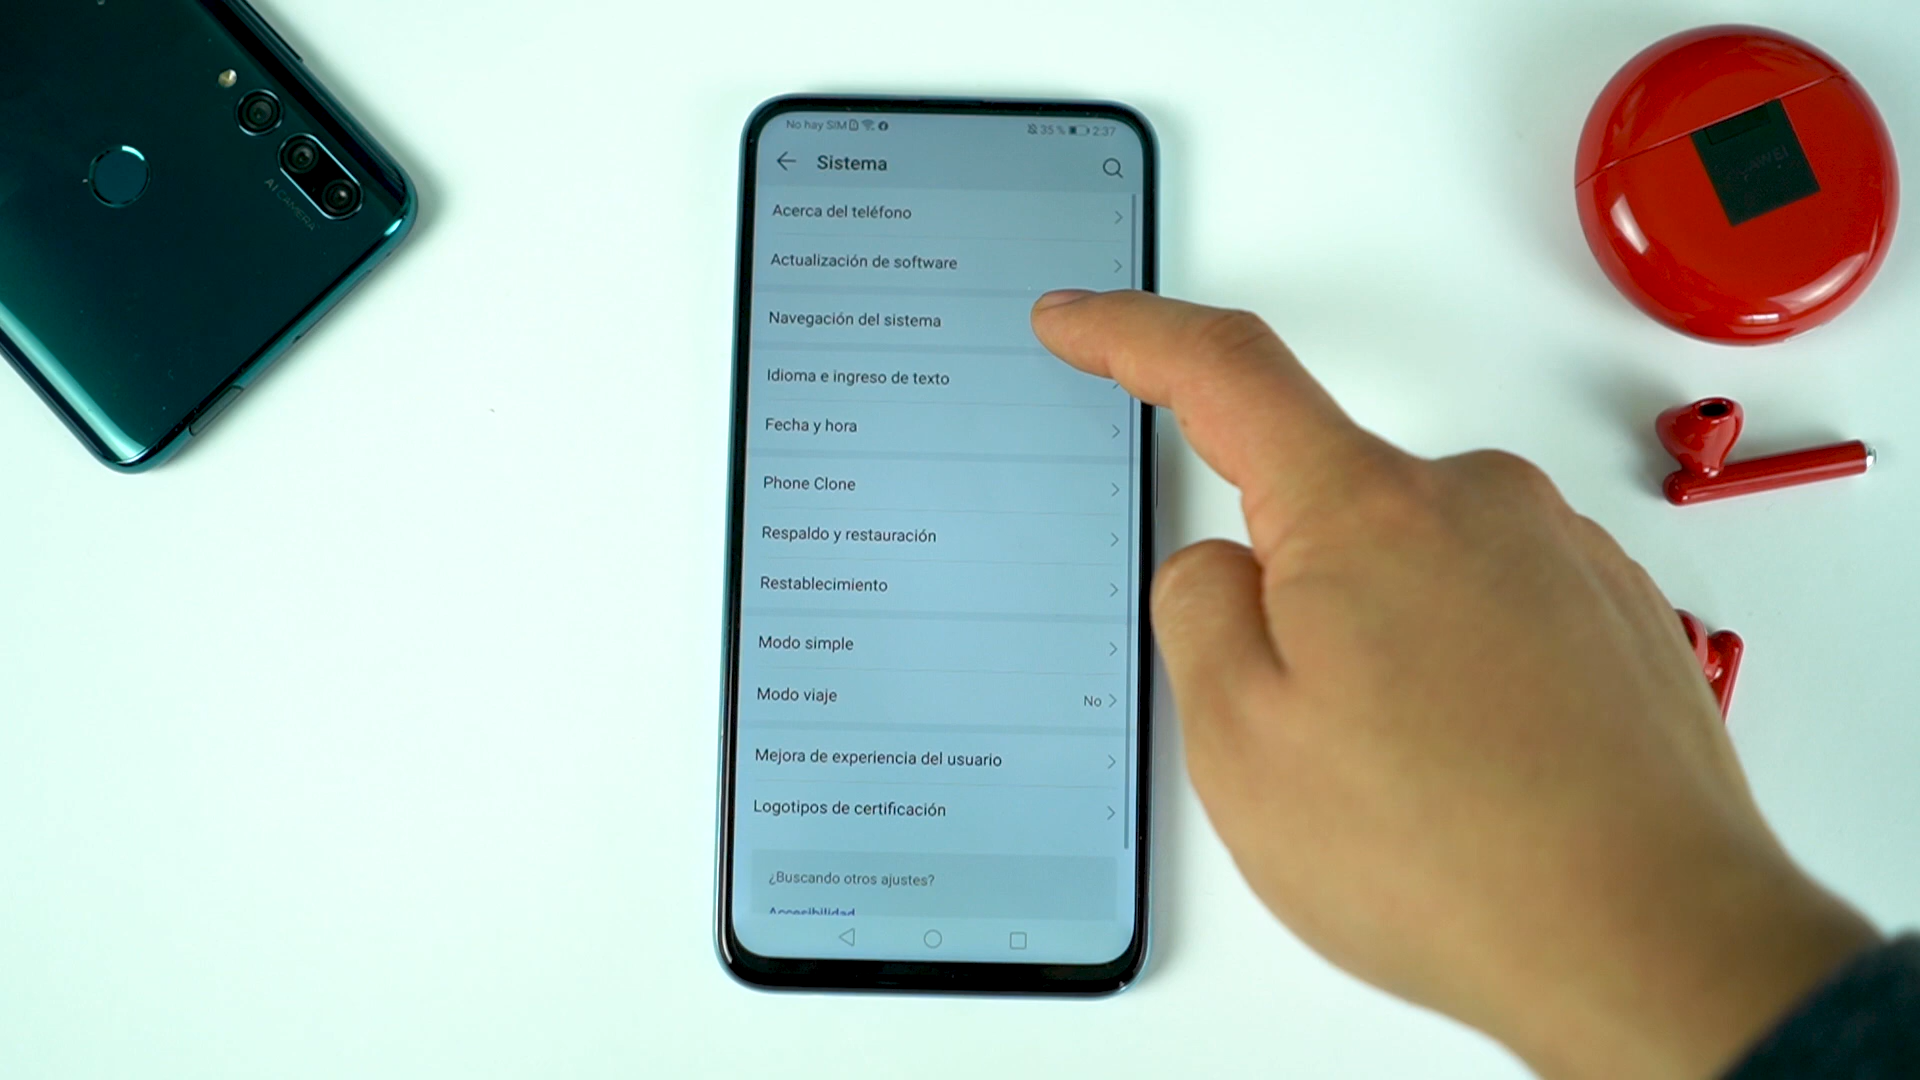 AI CAMERA
No hay SIM
35 % 2:37
Sistema
Acerca del teléfono
Actualización de software
Navegación del sistema
Idioma e ingreso de texto
Fecha y hora
Phone Clone
Respaldo y restauración
Restablecimiento
Modo simple
Modo viaje
No
Mejora de experiencia del usuario
Logotipos de certificación
¿Buscando otros ajustes?
Accesibilidad
HUAWEI